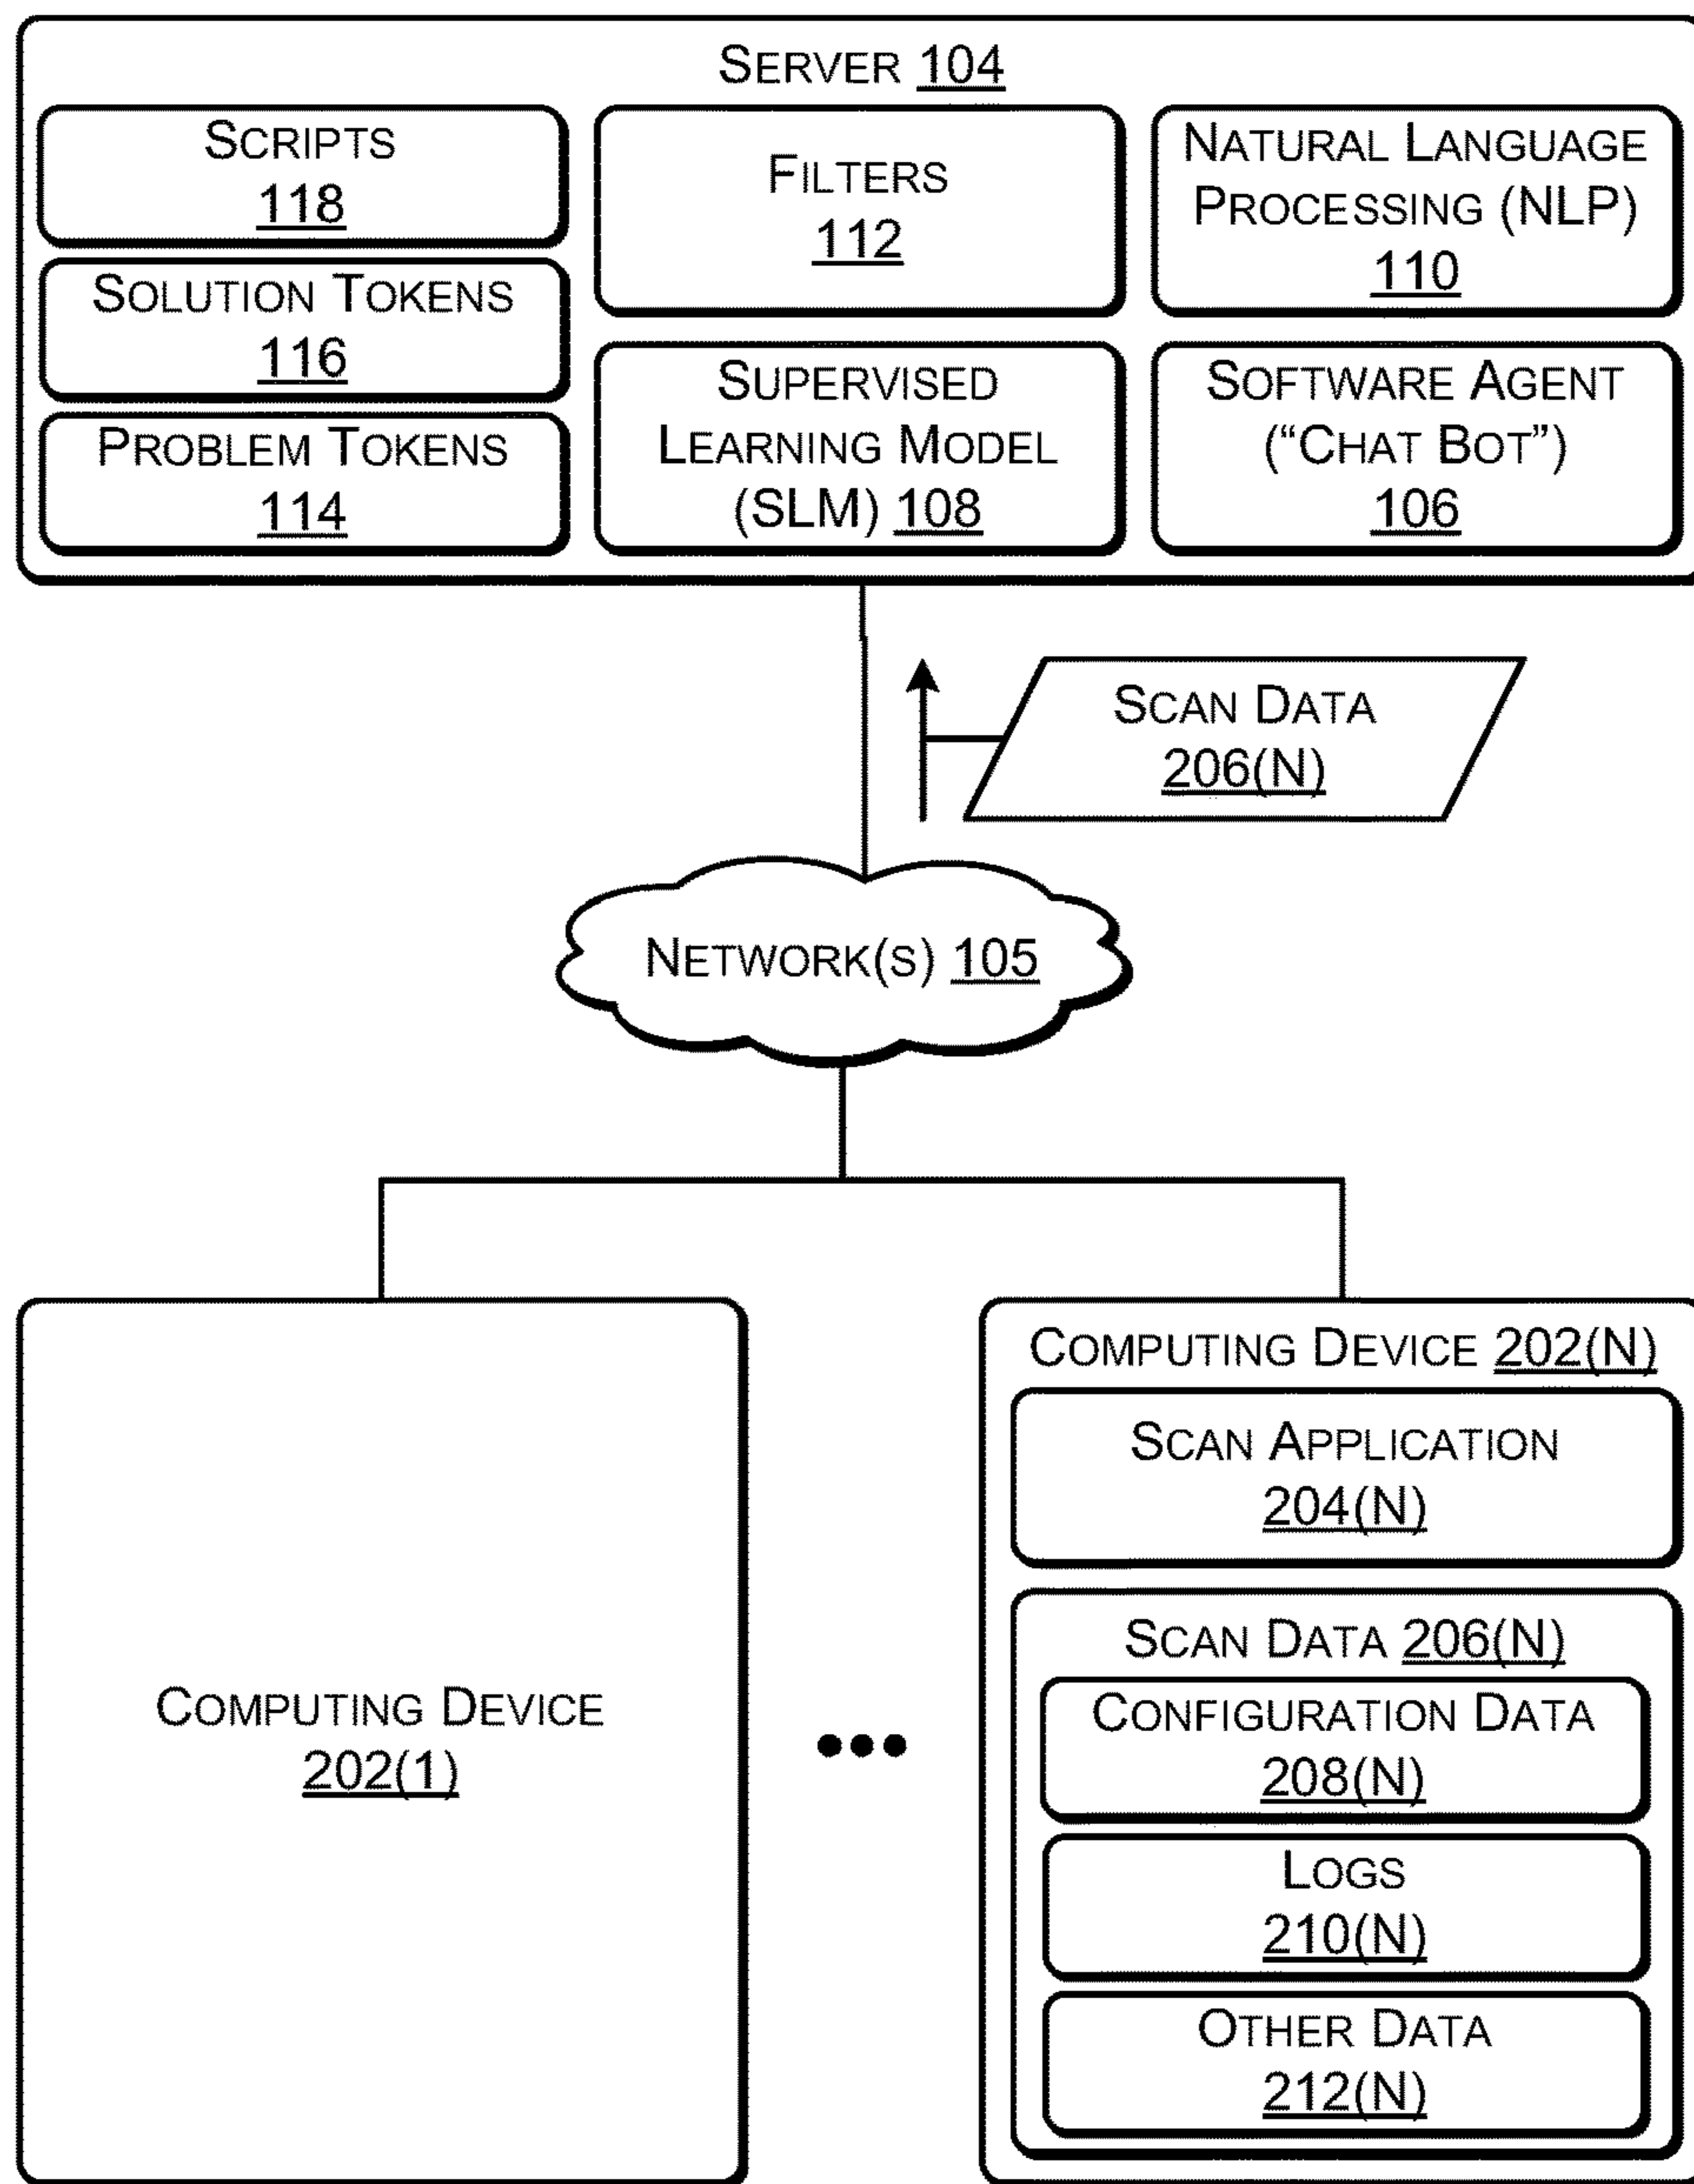 SERVER 104
SCRIPTS
118
SOLUTION TOKENS
116
PROBLEM TOKENS
114
FILTERS
112
SUPERVISED
LEARNING MODEL
(SLM) 108
NATURAL LANGUAGE
PROCESSING (NLP)
110
SOFTWARE AGENT
(“CHAT BOT”)
106
SCAN DATA
206(N)
NETWORK(S) 105
COMPUTING DEVICE
202(1)
COMPUTING DEVICE 202(N)
SCAN APPLICATION
204(N)
SCAN DATA 206(N)
CONFIGURATION DATA
208(N)
LOGS
210(N)
OTHER DATA
212(N)